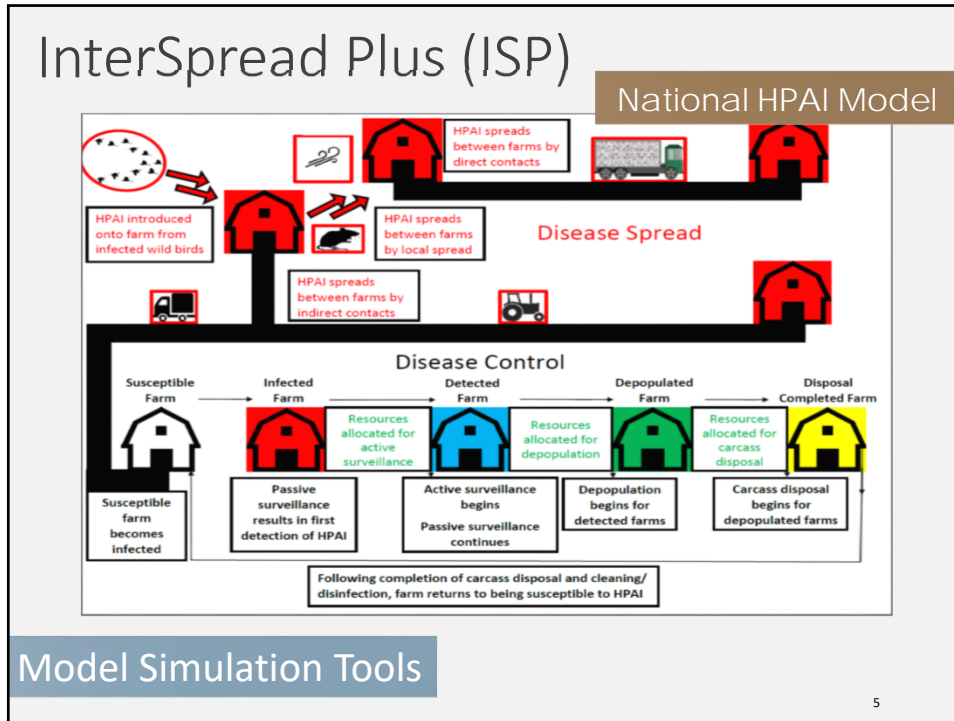 InterSpread Plus (ISP)
National HPAI Model
HPAI spreads
between farms by
direct contacts
HPAI introduced
onto farm from
infected wild birds
HPAI spreads
between farms
by local spread
Disease Spread
HPAI spreads
between farms by
indirect contacts
Disease Control
Susceptible
Farm
Infected
Farm
Detected
Farm
Depopulated
Farm
Disposal
Completed Farm
Resources
allocated for
active
surveillance
Resources
allocated for
depopulation
Resources
allocated for
carcass
disposal
Susceptible
farm
becomes
infected
Passive
surveillance
results in first
detection of HPAI
Active surveillance
begins
Passive surveillance
continues
Depopulation
begins for
detected farms
Carcass disposal
begins for
depopulated farms
Following completion of carcass disposal and cleaning/
disinfection, farm returns to being susceptible to HPAI
Model Simulation Tools
5